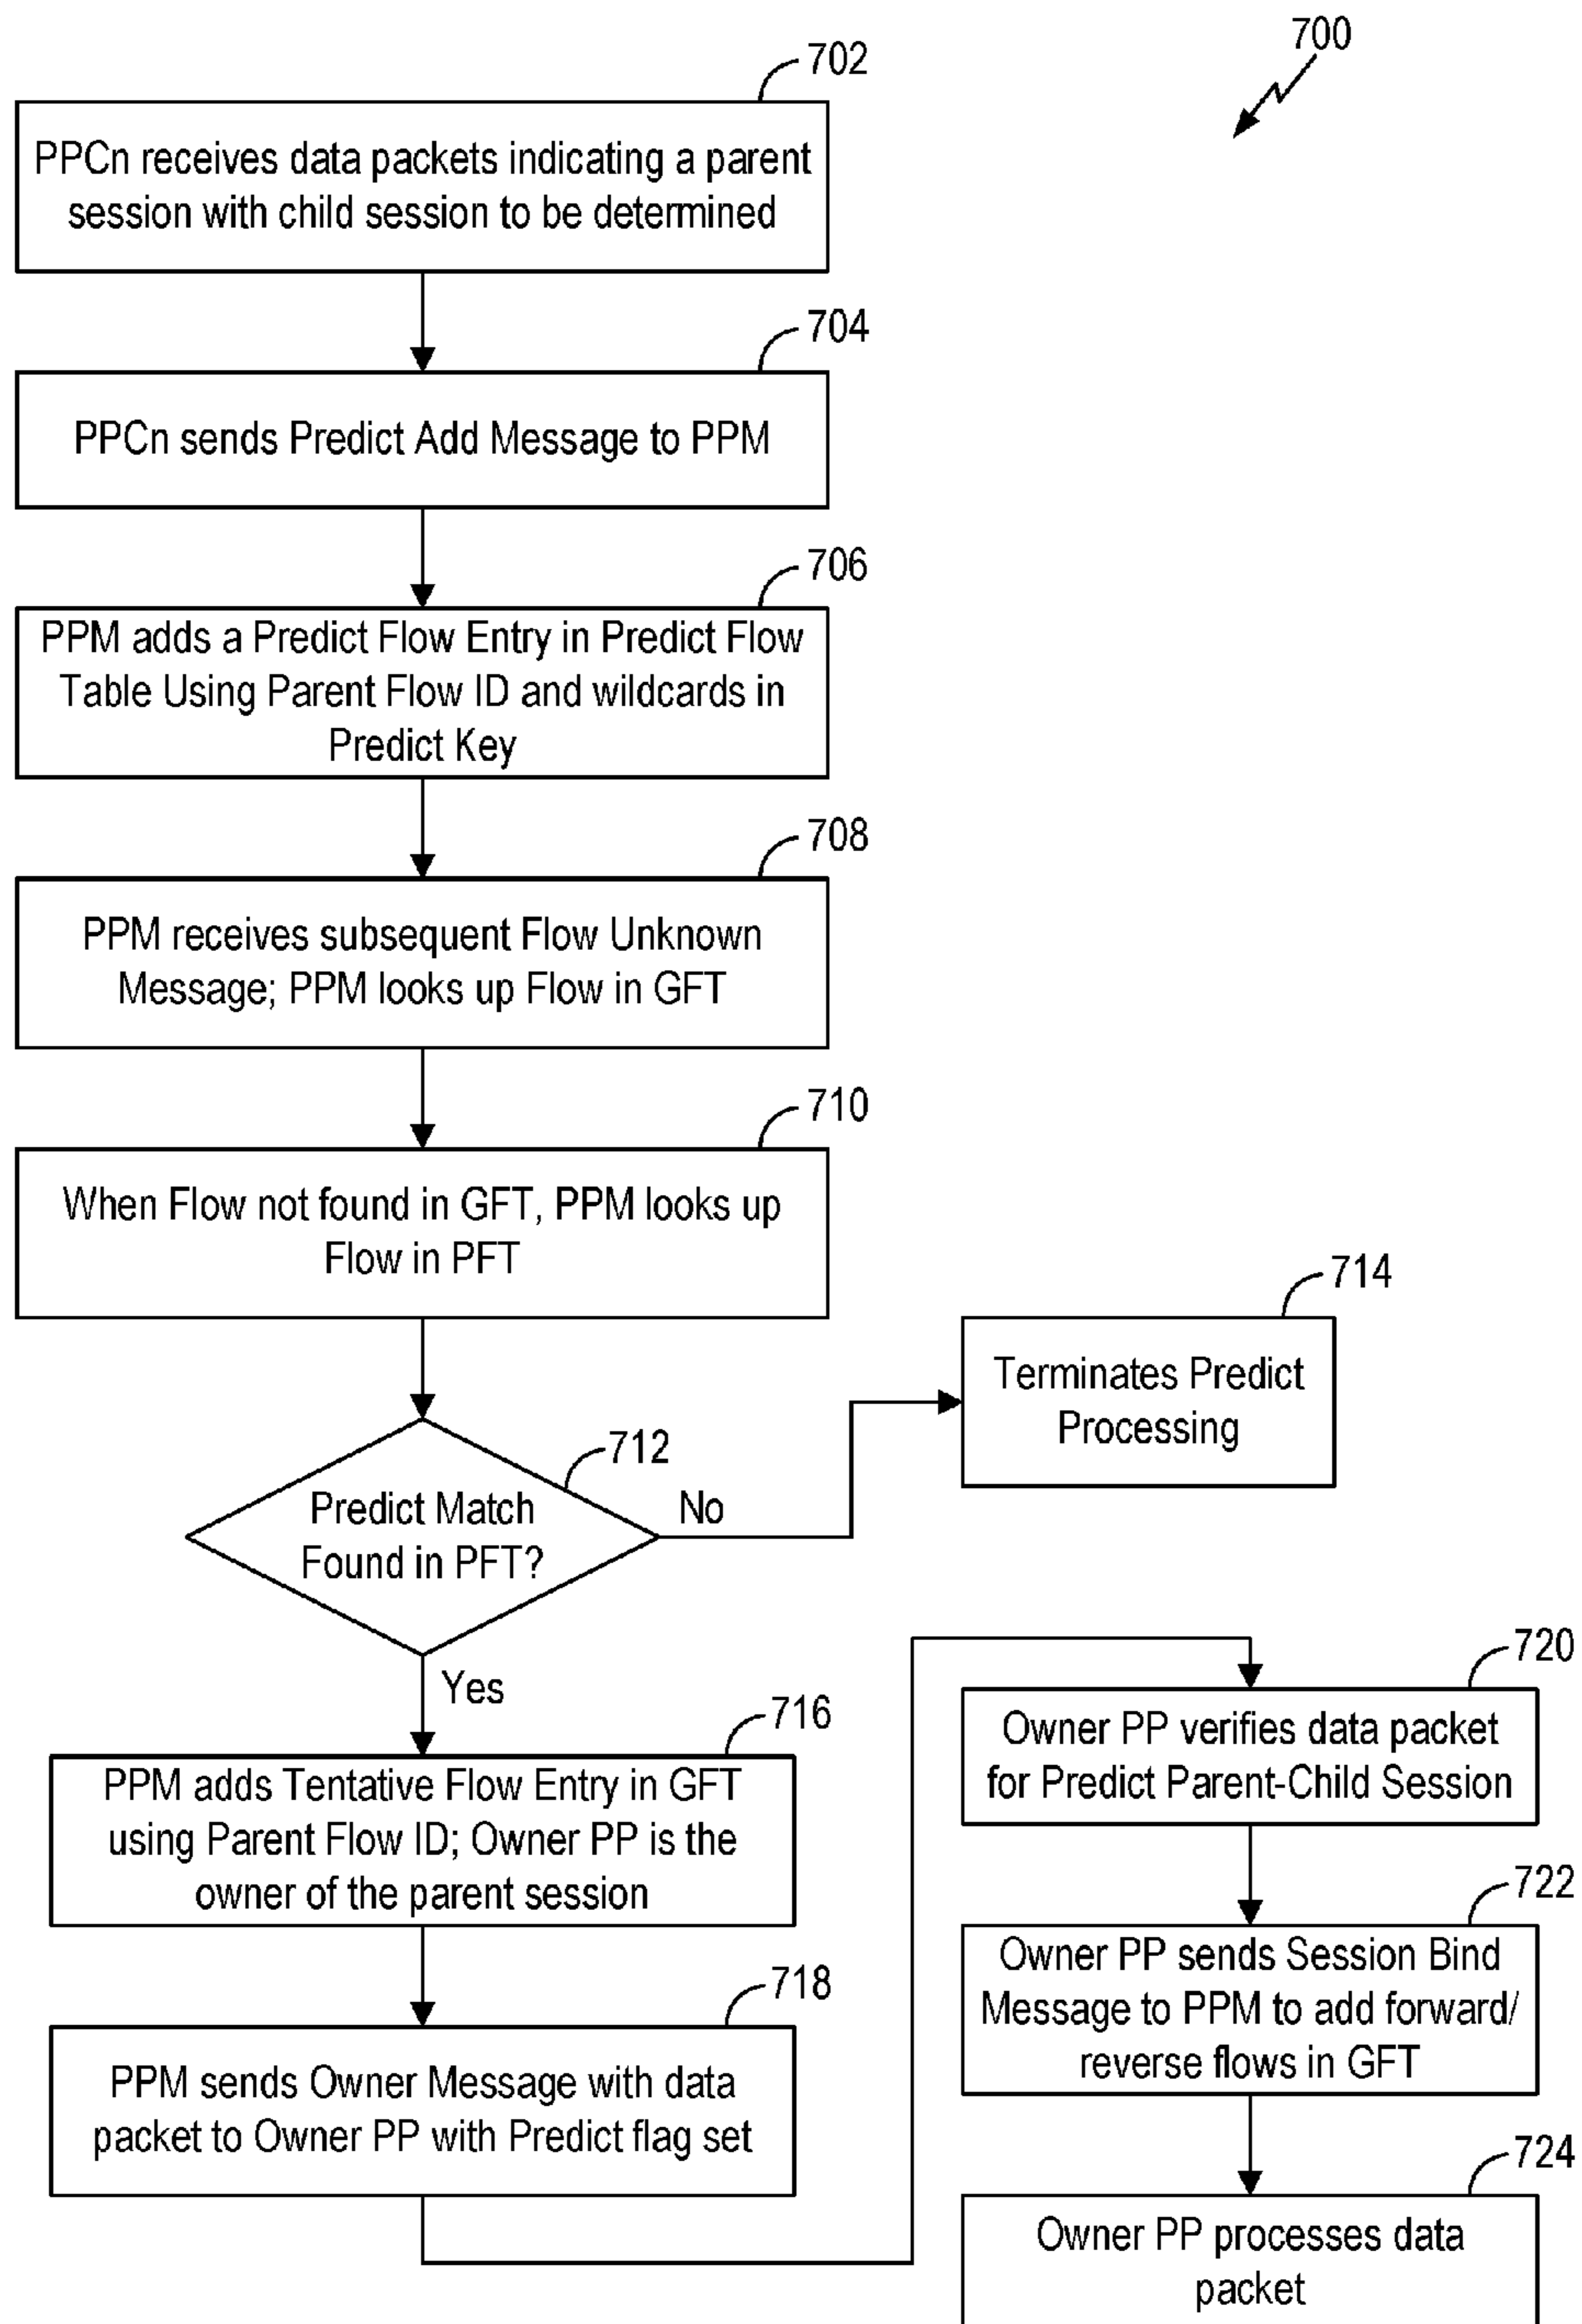 700
702
PPCn receives data packets indicating a parent
session with child session to be determined
704
PPCn sends Predict Add Message to PPM
706
PPM adds a Predict Flow Entry in Predict Flow
Table Using Parent Flow ID and wildcards in
Predict Key
708
PPM receives subsequent Flow Unknown
Message; PPM looks up Flow in GFT
710
When Flow not found in GFT, PPM looks up
Flow in PFT
712
Predict Match
Found in PFT?
No
714
Terminates Predict
Processing
Yes
716
PPM adds Tentative Flow Entry in GFT
using Parent Flow ID; Owner PP is the
owner of the parent session
718
PPM sends Owner Message with data
packet to Owner PP with Predict flag set
720
Owner PP verifies data packet
for Predict Parent-Child Session
722
Owner PP sends Session Bind
Message to PPM to add forward/
reverse flows in GFT
724
Owner PP processes data
packet